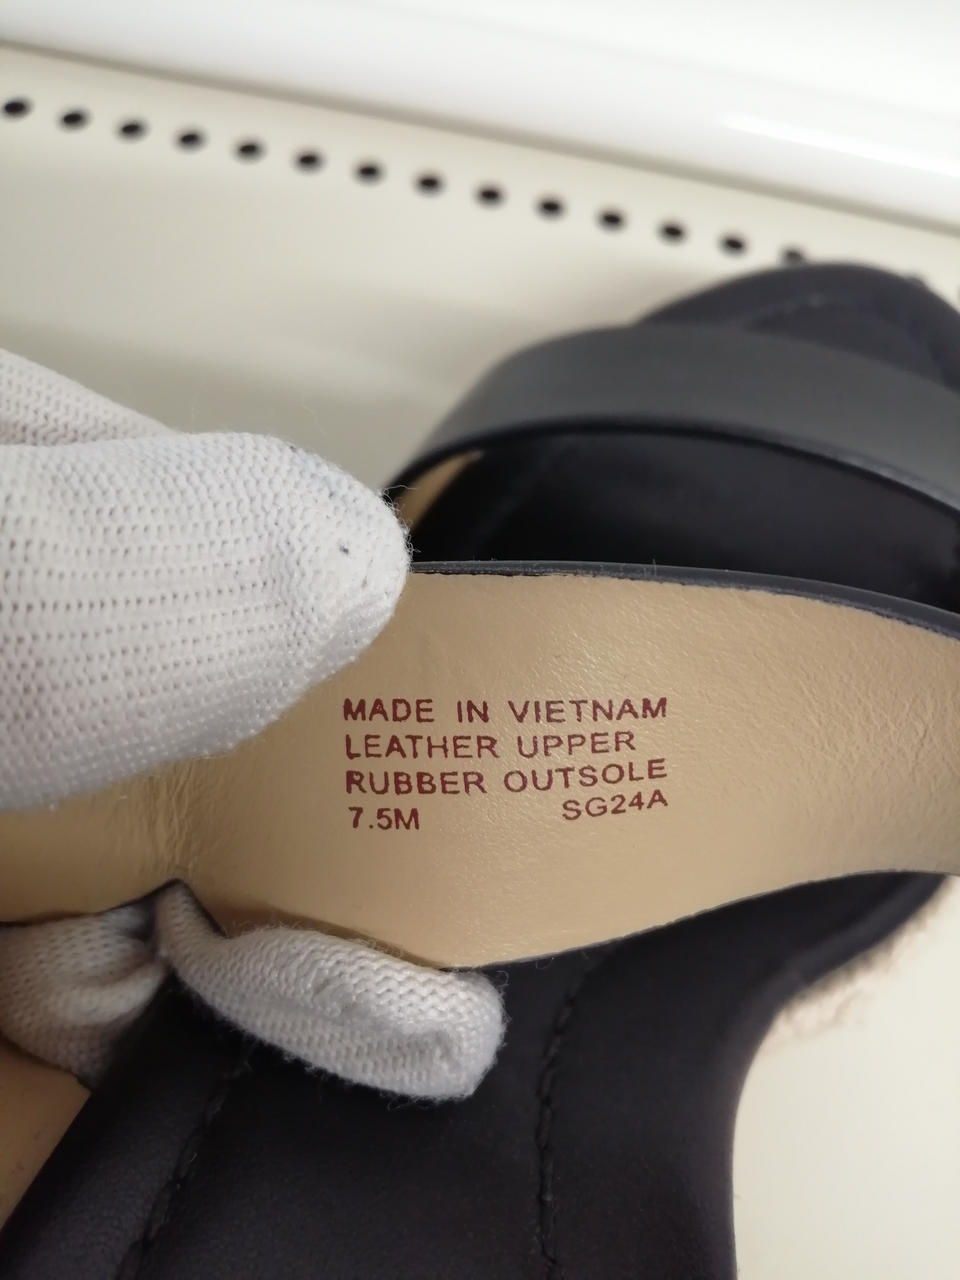 MADE IN VIETNAM
LEATHER UPPER
RUBBER OUTSOLE
7.5M SG24A